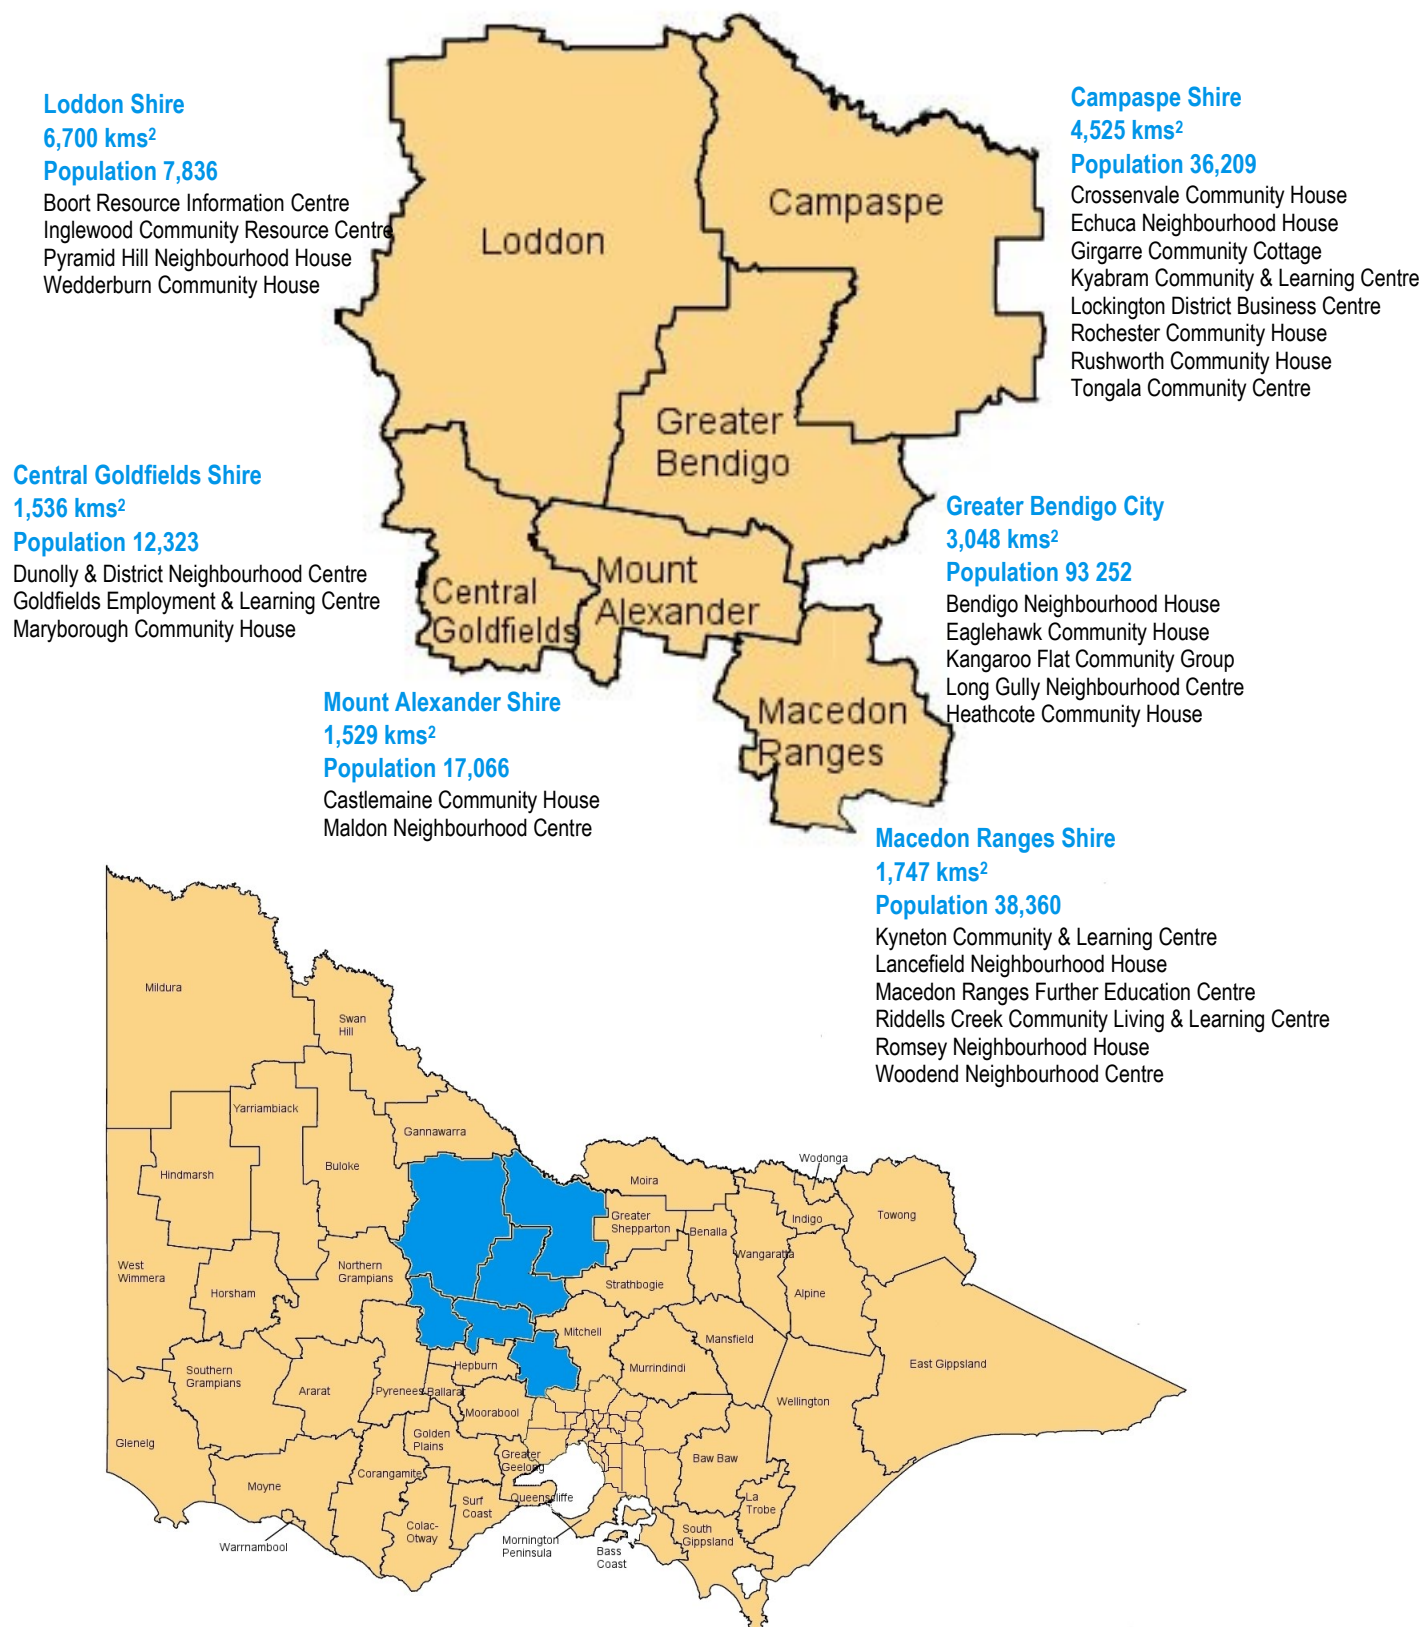 Loddon Shire
6,700 kms²
Population 7,836
Boort Resource Information Centre
Inglewood Community Resource Centre
Pyramid Hill Neighbourhood House
Wedderburn Community House
Campaspe Shire
4,525 kms²
Population 36,209
Crossenvale Community House
Echuca Neighbourhood House
Girgarre Community Cottage
Kyabram Community & Learning Centre
Lockington District Business Centre
Rochester Community House
Rushworth Community House
Tongala Community Centre
Loddon
Campaspe
Greater
Bendigo
Central
Goldfields
Mount
Alexander
Macedon
Ranges
Central Goldfields Shire
1,536 kms²
Population 12,323
Dunolly & District Neighbourhood Centre
Goldfields Employment & Learning Centre
Maryborough Community House
Greater Bendigo City
3,048 kms²
Population 93 252
Bendigo Neighbourhood House
Eaglehawk Community House
Kangaroo Flat Community Group
Long Gully Neighbourhood Centre
Heathcote Community House
Mount Alexander Shire
1,529 kms²
Population 17,066
Castlemaine Community House
Maldon Neighbourhood Centre
Macedon Ranges Shire
1,747 kms²
Population 38,360
Kyneton Community & Learning Centre
Lancefield Neighbourhood House
Macedon Ranges Further Education Centre
Riddells Creek Community Living & Learning Centre
Romsey Neighbourhood House
Woodend Neighbourhood Centre
Mildura
Swan
Hill
Yarriambiack
Gannawarra
Hindmarsh
Buloke
Moira
Wodonga
Greater
Shepparton
Benalla
Indigo
Towong
Wangaratta
West
Wimmera
Northern
Grampians
Horsham
Strathbogie
Alpine
Mitchell
Mansfield
Hepburn
Murrindindi
East Gippsland
Southern
Grampians
Ararat
Pyrenees
Ballarat
Wellington
Moorabool
Glenelg
Golden
Plains
Greater
Geelong
Baw Baw
Corangamite
Moyne
Queenscliffe
La
Trobe
Surf
Coast
Colac-
Otway
South
Gippsland
Warrnambool
Mornington
Peninsula
Bass
Coast